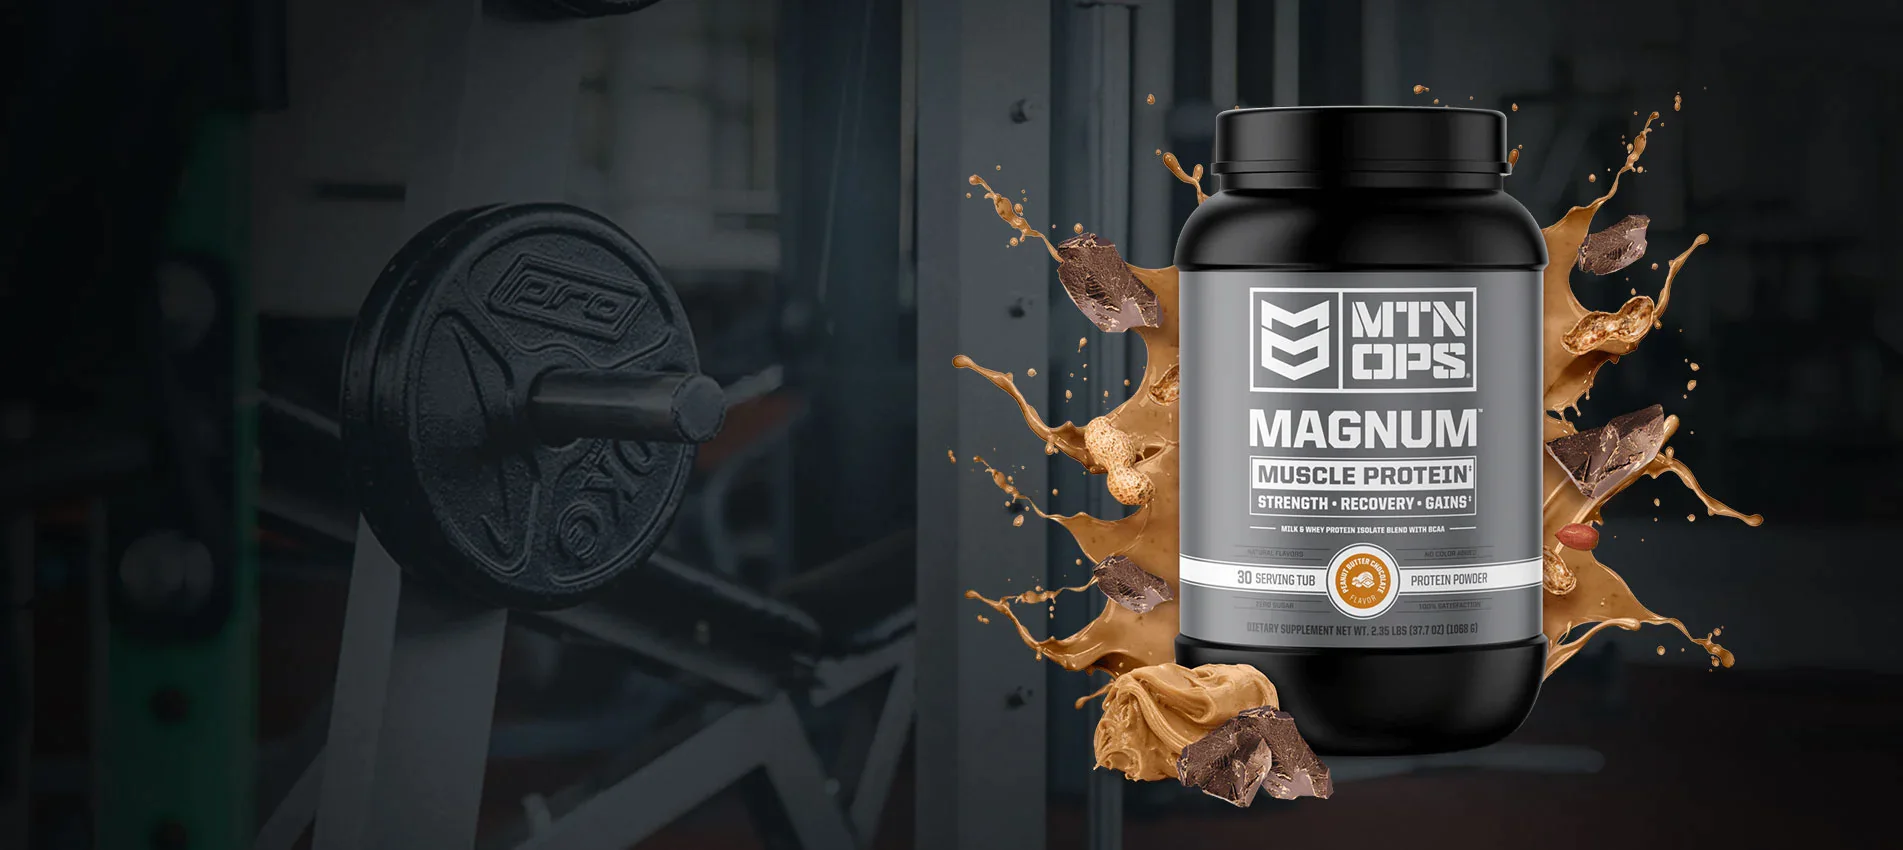 pro
MTN
OPS®
MAGNUM™
MUSCLE PROTEIN‡
STRENGTH • RECOVERY • GAINS‡
MILK & WHEY PROTEIN ISOLATE BLEND WITH BCAA
NATURAL FLAVORS
NO COLOR ADDED
30 SERVING TUB
PEANUT BUTTER CHOCOLATE
FLAVOR
PROTEIN POWDER
ZERO SUGAR
100% SATISFACTION
DIETARY SUPPLEMENT NET WT. 2.35 LBS (37.7 OZ) (1068 G)